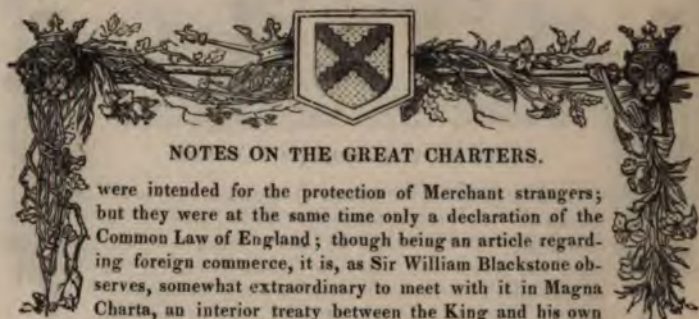 NOTES ON THE GREAT CHARTERS.
were intended for the protection of Merchant strangers;
but they were at the same time only a declaration of the
Common Law of England; though being an article regard-
ing foreign commerce, it is, as Sir William Blackstone ob-
serves, somewhat extraordinary to meet with it in Magna
Charta, an interior treaty between the King and his own